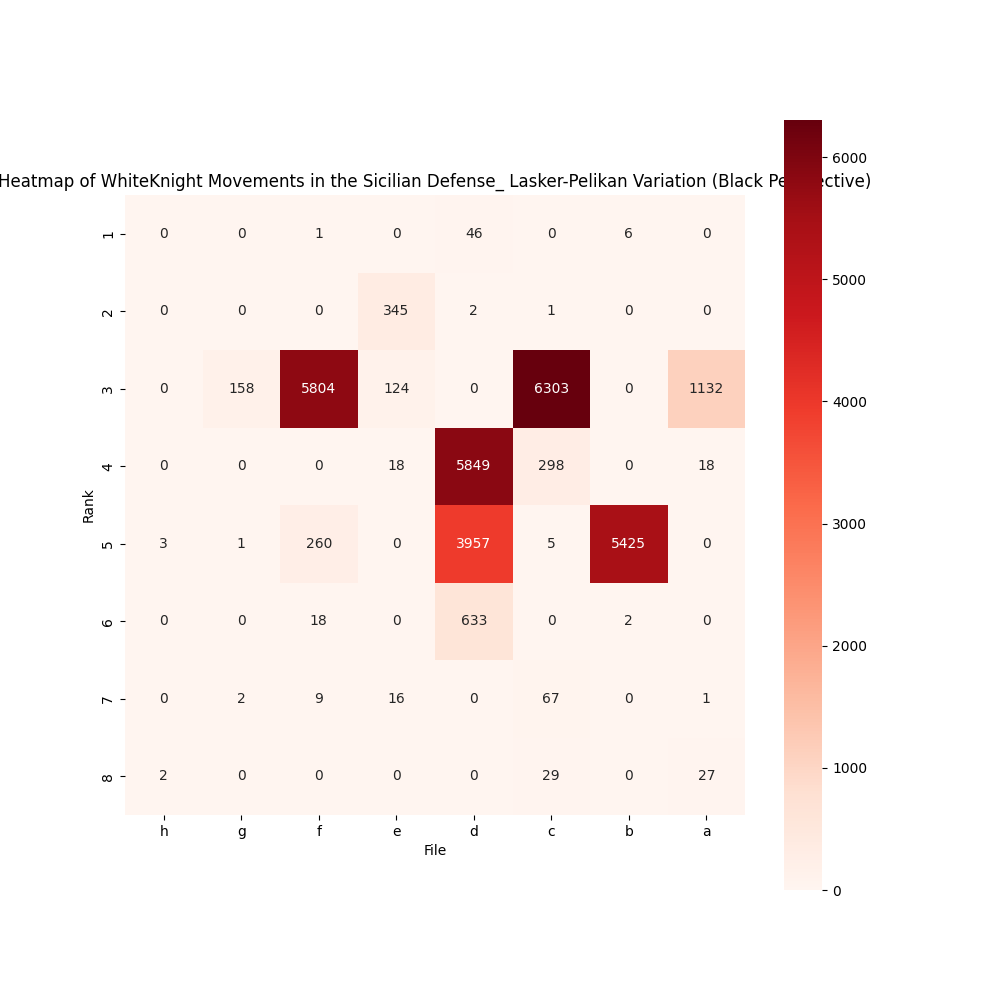 Heatmap of WhiteKnight Movements in the Sicilian Defense_ Lasker-Pelikan Variation (Black Pe ective)
6000
5000
4000
3000
2000
1000
0
Rank
1 0 0 1 0 46 0 6 0
2 0 0 0 345 2 1 0 0
3 0 158 5804 124 0 6303 0 1132
4 0 0 0 18 5849 298 0 18
5 3 1 260 0 3957 5 5425 0
6 0 0 18 0 633 0 2 0
7 0 2 9 16 0 67 0 1
8 2 0 0 0 0 29 0 27
h g f e d c b a
File